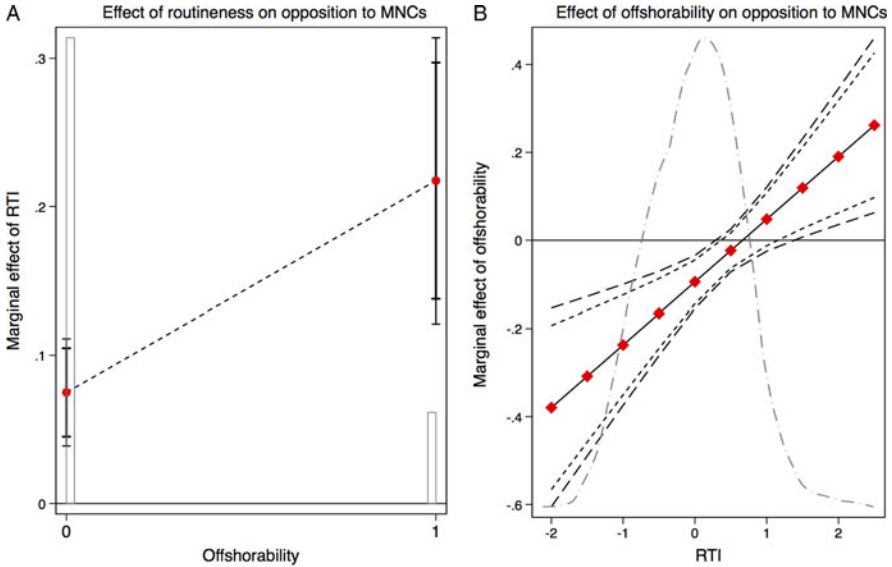 A
Effect of routineness on opposition to MNCs
Marginal effect of RTI
.3
.2
.1
0
0
1
Offshorability
B
Effect of offshorability on opposition to MNCs
Marginal effect of offshorability
.4
.2
0
-.2
-.4
-.6
-2
-1
0
1
2
RTI